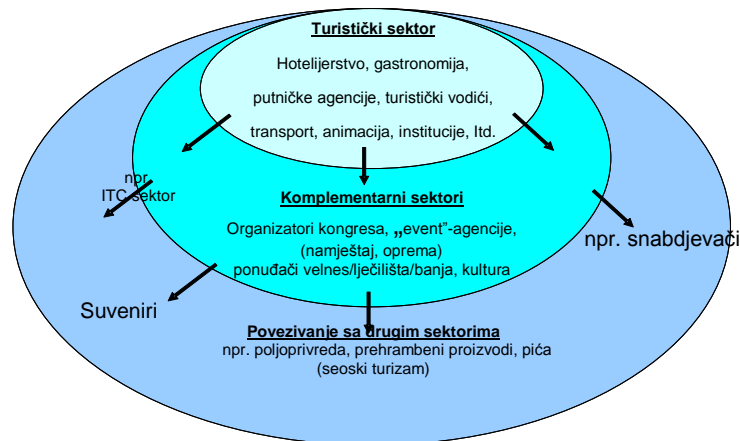 Turistički sektor
Hotelijerstvo, gastronomija,
putničke agencije, turistički vodići,
transport, animacija, institucije, Itd.
npr.
ITC sektor
Komplementarni sektori
Organizatori kongresa, „event”-agencije,
(namještaj, oprema)
ponuđači velnes/lječilišta/banja, kultura
npr. snabdjevači
Suveniri
Povezivanje sa drugim sektorima
npr. poljoprivreda, prehrambeni proizvodi, pića
(seoski turizam)